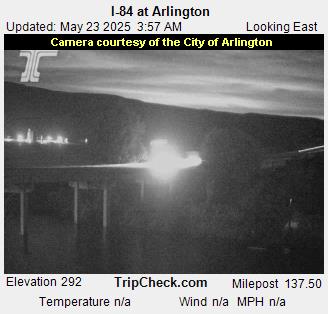 I-84 at Arlington
Updated: May 23 2025 3:57 AM Looking East
Camera courtesy of the City of Arlington
Elevation 292 TripCheck.com Milepost 137.50
Temperature n/a Wind n/a MPH n/a